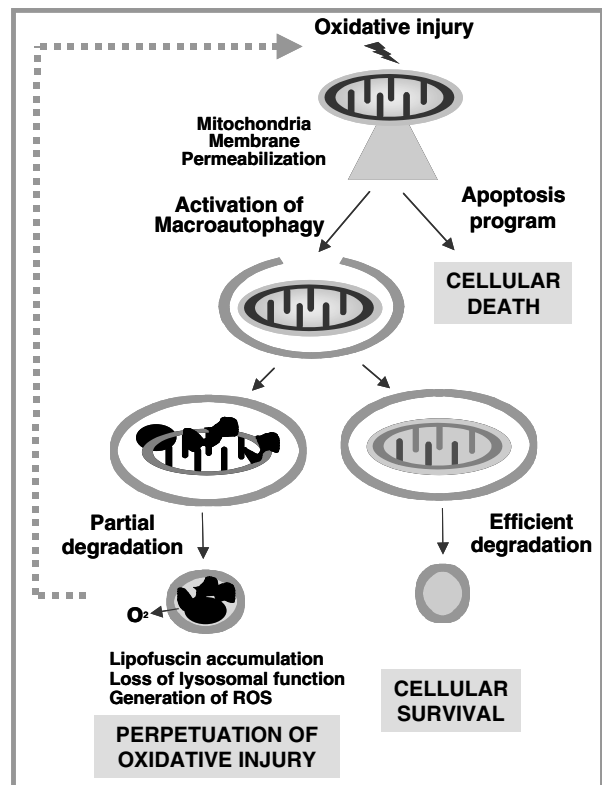 Oxidative injury
Mitochondria
Membrane
Permeabilization
Activation of
Macroautophagy
Apoptosis
program
CELLULAR
DEATH
Partial
degradation
Efficient
degradation
O2
Lipofuscin accumulation
Loss of lysosomal function
Generation of ROS
CELLULAR
SURVIVAL
PERPETUATION OF
OXIDATIVE INJURY